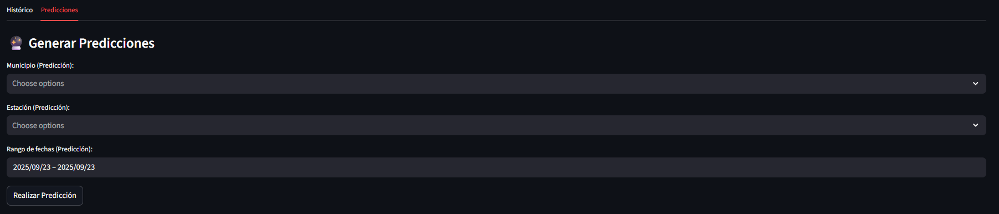 Histórico Predicciones
Generar Predicciones
Municipio (Predicción):
Choose options
Estación (Predicción):
Choose options
Rango de fechas (Predicción):
2025/09/23 – 2025/09/23
Realizar Predicción